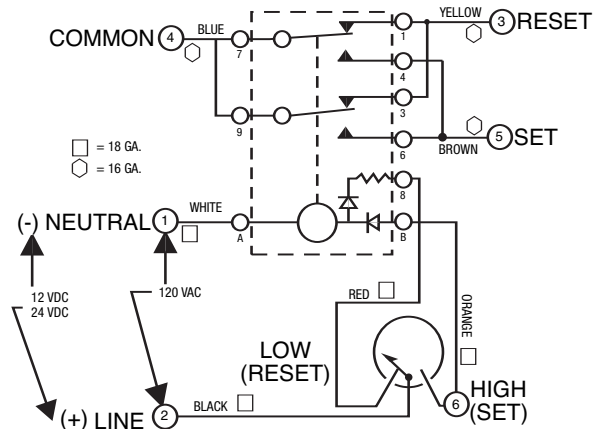 COMMON 4 BLUE 7 1 YELLOW 3 RESET
4
9 3
6 BROWN 5 SET
= 18 GA.
= 16 GA.
8
(-) NEUTRAL 1 WHITE A B
12 VDC
24 VDC
120 VAC
RED
ORANGE
LOW
(RESET)
HIGH
(SET)
6
(+) LINE 2 BLACK